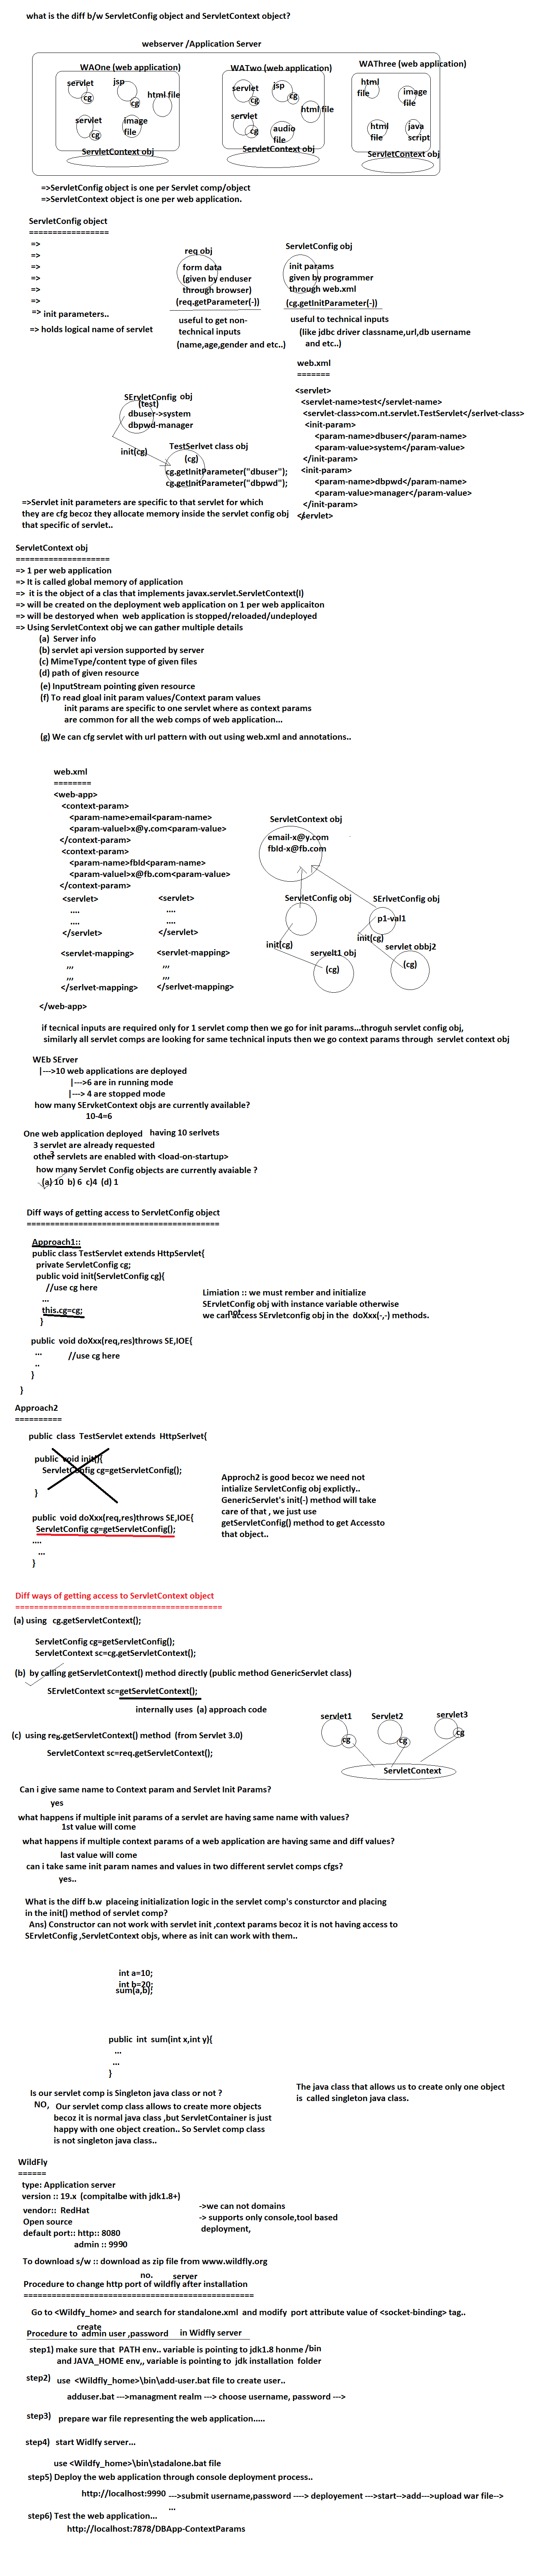 what is the diff b/w ServletConfig object and ServletContext object?
webserver /Application Server
WAOne (web application)
servlet
jsp
cg
cg
html file
servlet
cg
image
file
ServletContext obj
WATwo (web application)
servlet
jsp
cg
cg
html file
servlet
cg
audio
file
ServletContext obj
WAThree (web application)
html
file
image
file
html
file
java
script
ServletContext obj
=>ServletConfig object is one per Servlet comp/object
=>ServletContext object is one per web application.
ServletConfig object
=================
=>
=>
=>
=>
=>
=>
=> init parameters..
=> holds logical name of servlet
req obj
form data
(given by enduser
through browser)
(req.getParameter(-))
useful to get non-
technical inputs
(name,age,gender and etc..)
ServletConfig obj
init params
given by programmer
through web.xml
(cg.getInitParameter(-))
useful to technical inputs
(like jdbc driver classname,url,db username
and etc..)
web.xml
=======
<servlet>
<servlet-name>test</servlet-name>
<servlet-class>com.nt.servlet.TestServlet</serlvet-class>
<init-param>
<param-name>dbuser</param-name>
<param-value>system</param-value>
</init-param>
<init-param>
<param-name>dbpwd</param-name>
<param-value>manager</param-value>
</init-param>
</servlet>
SErvletConfig obj
(test)
dbuser->system
dbpwd-manager
init(cg)
TestSerlvet class obj
(cg)
cg.getInitParameter("dbuser");
cg.getInitParameter("dbpwd");
=>Servlet init parameters are specific to that servlet for which
they are cfg becoz they allocate memory inside the servlet config obj
that specific of servlet..
ServletContext obj
====================
=> 1 per web application
=> It is called global memory of application
=> it is the object of a clas that implements javax.servlet.ServletContext(I)
=> will be created on the deployment web application on 1 per web applicaiton
=> will be destoryed when web application is stopped/reloaded/undeployed
=> Using ServletContext obj we can gather multiple details
(a) Server info
(b) servlet api version supported by server
(c) MimeType/content type of given files
(d) path of given resource
(e) InputStream pointing given resource
(f) To read gloal init param values/Context param values
init params are specific to one servlet where as context params
are common for all the web comps of web application...
(g) We can cfg servlet with url pattern with out using web.xml and annotations..
web.xml
========
<web-app>
<context-param>
<param-name>email<param-name>
<param-valuel>x@y.com<param-value>
</context-param>
<context-param>
<param-name>fbId<param-name>
<param-valuel>x@fb.com<param-value>
</context-param>
<servlet>
....
....
</servlet>
<servlet>
....
....
</servlet>
<servlet-mapping>
,,,
,,,
</serlvet-mapping>
<servlet-mapping>
,,,
,,,
</serlvet-mapping>
</web-app>
ServletContext obj
email-x@y.com
fbId-x@fb.com
ServletConfig obj
init(cg)
servelt1 obj
(cg)
SErlvetConfig obj
p1-val1
init(cg)
servlet obbj2
(cg)
if tecnical inputs are required only for 1 servlet comp then we go for init params...throguh servlet config obj,
similarly all servlet comps are looking for same technical inputs then we go context params through servlet context obj
WEb SErver
|--->10 web applications are deployed
|--->6 are in running mode
|---> 4 are stopped mode
how many SErvketContext objs are currently available?
10-4=6
One web application deployed having 10 serlvets
3 servlet are already requested
other servlets are enabled with <load-on-startup>
3
how many Servlet Config objects are currently avaiable ?
(a) 10 b) 6 c)4 (d) 1
Diff ways of getting access to ServletConfig object
=========================================
Approach1::
public class TestServlet extends HttpServlet{
private ServletConfig cg;
public void init(ServletConfig cg){
//use cg here
...
this.cg=cg;
}
public void doXxx(req,res)throws SE,IOE{
...
//use cg here
..
}
}
Limiation :: we must rember and initialize
SErvletConfig obj with instance variable otherwise
not
we can access SErvletconfig obj in the doXxx(-,-) methods.
Approach2
==========
public class TestServlet extends HttpSerlvet{
public void init(){
ServletConfig cg=getServletConfig();
}
public void doXxx(req,res)throws SE,IOE{
ServletConfig cg=getServletConfig();
....
...
}
Approch2 is good becoz we need not
intialize ServletConfig obj explictly..
GenericServlet's init(-) method will take
care of that , we just use
getServletConfig() method to get Accessto
that object..
Diff ways of getting access to ServletContext object
============================================
(a) using cg.getServletContext();
ServletConfig cg=getServletConfig();
ServletContext sc=cg.getServletContext();
(b) by calling getServletContext() method directly (public method GenericServlet class)
SErvletContext sc=getServletContext();
internally uses (a) approach code
(c) using req.getServletContext() method (from Servlet 3.0)
ServletContext sc=req.getServletContext();
servlet1
cg
Servlet2
cg
servlet3
cg
ServletContext
Can i give same name to Context param and Servlet Init Params?
yes
what happens if multiple init params of a servlet are having same name with values?
1st value will come
what happens if multiple context params of a web application are having same and diff values?
last value will come
can i take same init param names and values in two different servlet comps cfgs?
yes..
What is the diff b.w placeing initialization logic in the servlet comp's consturctor and placing
in the init() method of servlet comp?
Ans) Constructor can not work with servlet init ,context params becoz it is not having access to
SErvletConfig ,ServletContext objs, where as init can work with them..
int a=10;
int b=20;
sum(a,b);
public int sum(int x,int y){
...
...
}
Is our servlet comp is Singleton java class or not ?
NO, Our servlet comp class allows to create more objects
becoz it is normal java class ,but ServletContainer is just
happy with one object creation.. So Servlet comp class
is not singleton java class..
The java class that allows us to create only one object
is called singleton java class.
WildFly
======
type: Application server
version :: 19.x (compitalbe with jdk1.8+)
vendor:: RedHat
Open source
default port:: http:: 8080
admin :: 9990
->we can not domains
-> supports only console,tool based
deployment,
To download s/w :: download as zip file from www.wildfly.org
no. server
Procedure to change http port of wildfly after installation
=================================================
Go to <Wildfly_home> and search for standalone.xml and modify port attribute value of <socket-binding> tag..
create
Procedure to admin user ,password in Widfly server
step1) make sure that PATH env.. variable is pointing to jdk1.8 honme /bin
and JAVA_HOME env,, variable is pointing to jdk installation folder
step2) use <Wildfly_home>\bin\add-user.bat file to create user..
adduser.bat --->managment realm ---> choose username, password --->
step3) prepare war file representing the web application.....
step4) start Widlfy server...
use <Wildfy_home>\bin\stadalone.bat file
step5) Deploy the web application through console deployment process..
http://localhost:9990 --->submit username,password ----> deployement --->start-->add--->upload war file-->
...
step6) Test the web application...
http://localhost:7878/DBApp-ContextParams